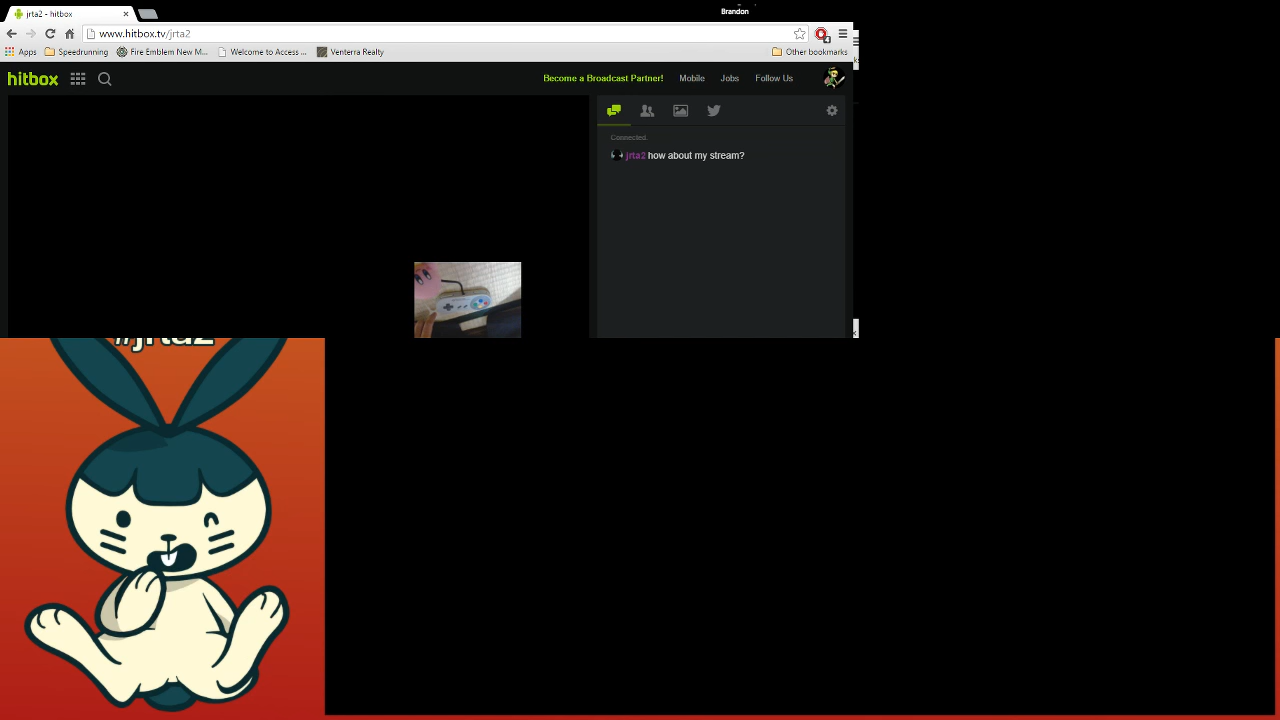 jrta2 - hitbox
Brandon
www.hitbox.tv/jrta2
Apps Speedrunning Fire Emblem New M... Welcome to Access ... Venterra Realty Other bookmarks
hitbox Become a Broadcast Partner! Mobile Jobs Follow Us
Connected.
jrta2 how about my stream?
#jrta2